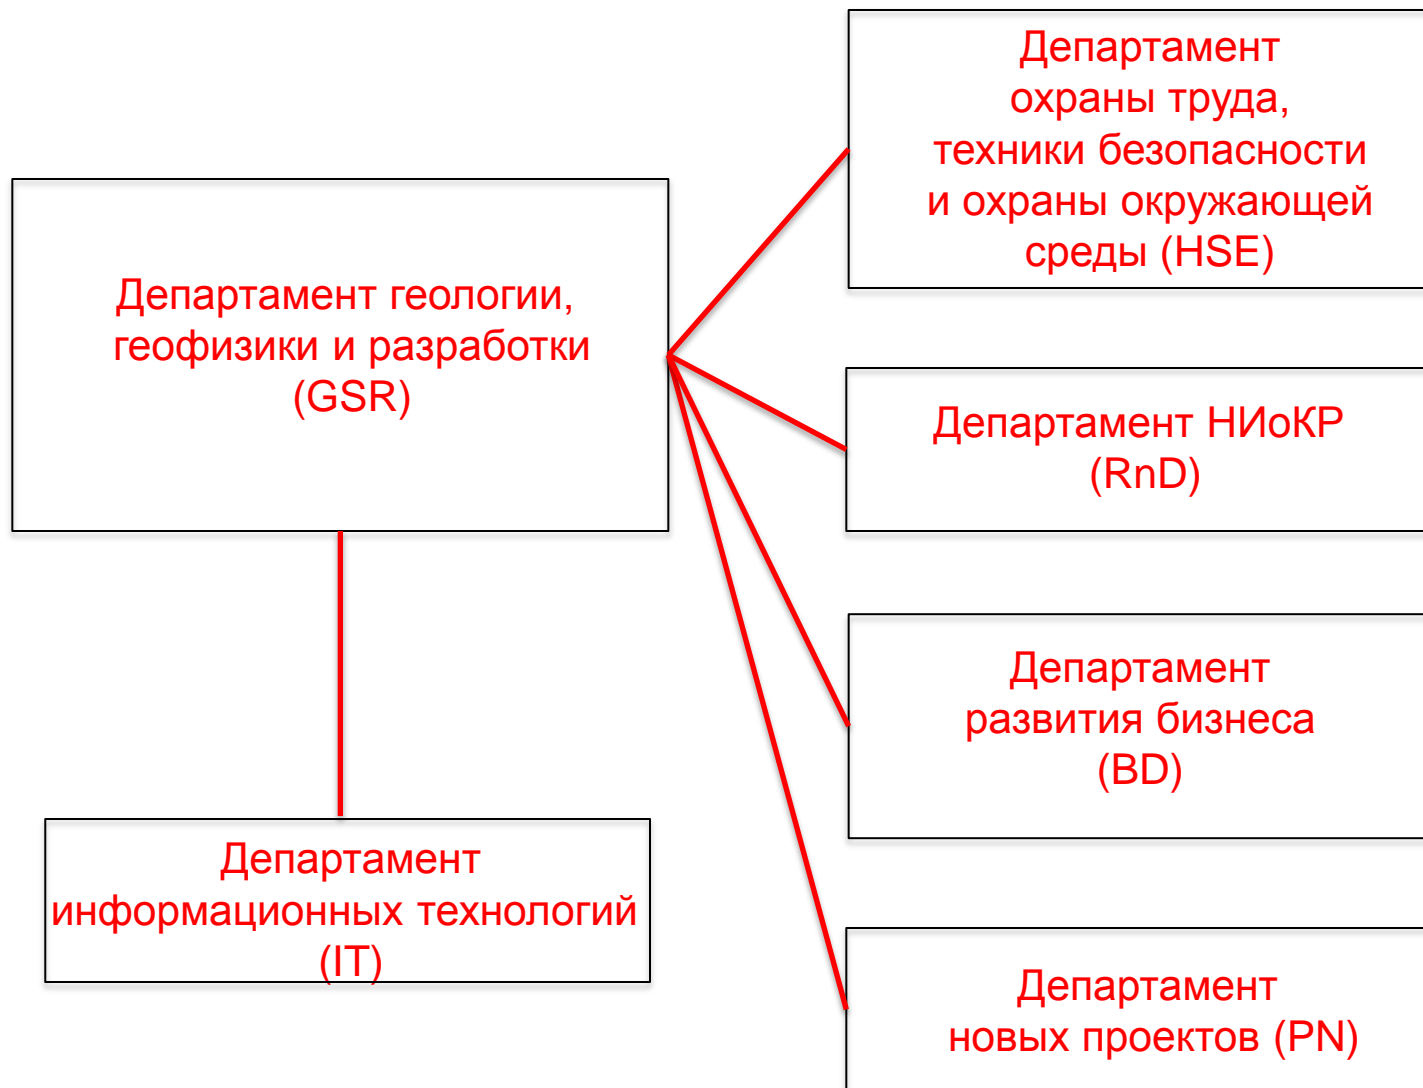 Департамент
охраны труда,
техники безопасности
и охраны окружающей
среды (HSE)
Департамент геологии,
геофизики и разработки
(GSR)
Департамент НИоКР
(RnD)
Департамент
развития бизнеса
(BD)
Департамент
информационных технологий
(IT)
Департамент
новых проектов (PN)